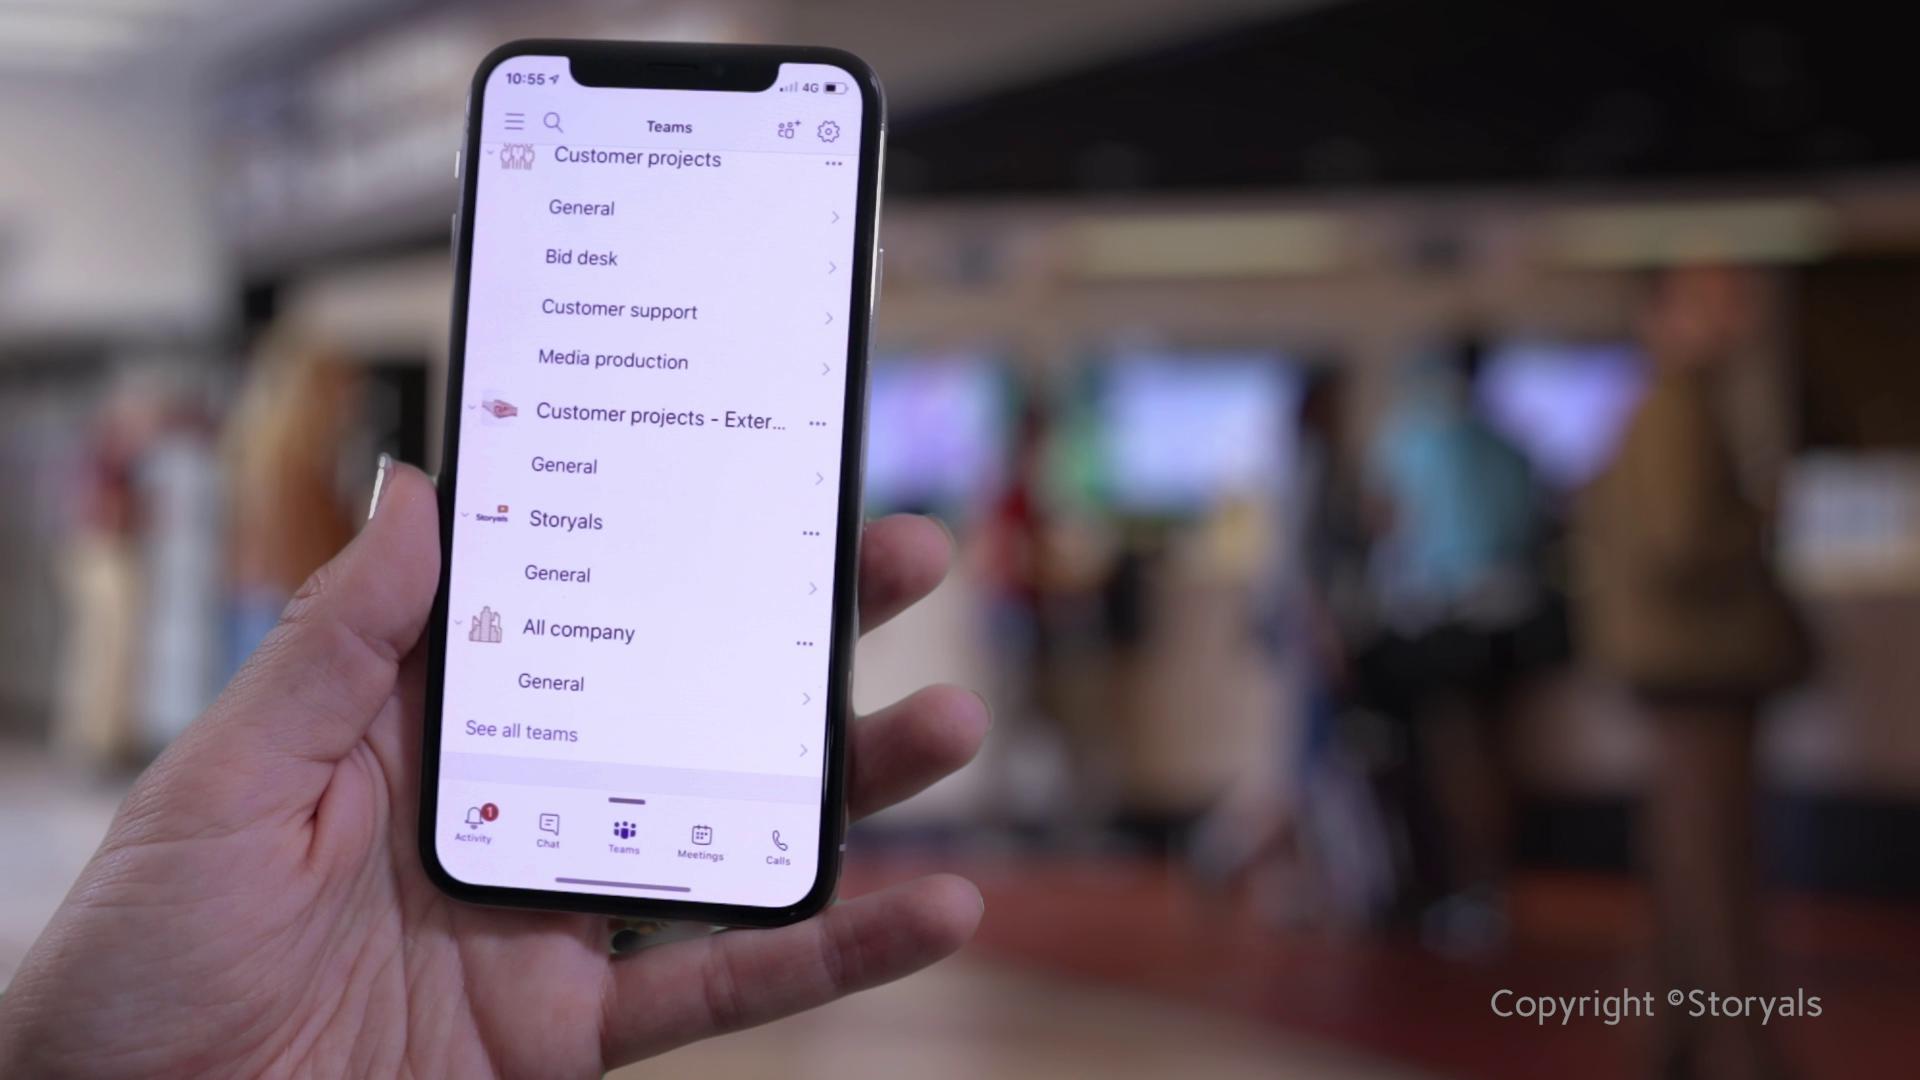 10:55
4G
Teams
Customer projects
General
Bid desk
Customer support
Media production
Customer projects - Exter...
General
Storyals
Storyals
General
All company
General
See all teams
1
Activity
Chat
Teams
Meetings
Calls
Copyright ©Storyals